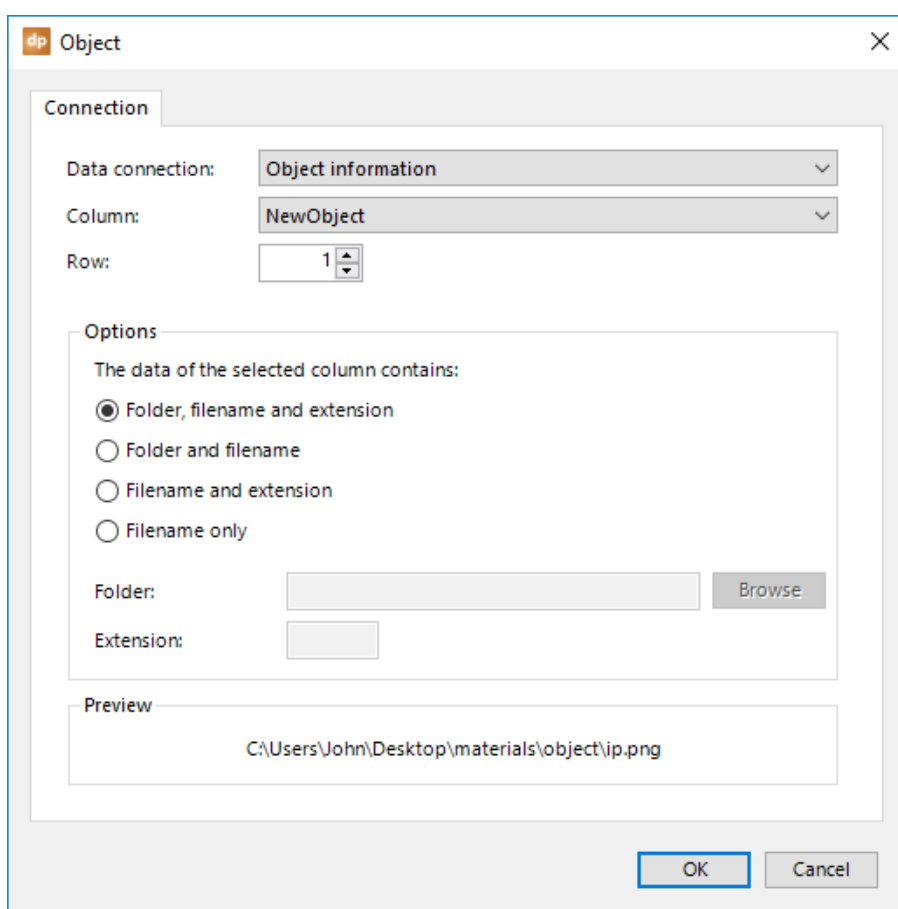 dp Object
Connection
Data connection: Object information
Column: NewObject
Row: 1
Options
The data of the selected column contains:
Folder, filename and extension
Folder and filename
Filename and extension
Filename only
Folder: Browse
Extension:
Preview
C:\Users\John\Desktop\materials\object\ip.png
OK Cancel